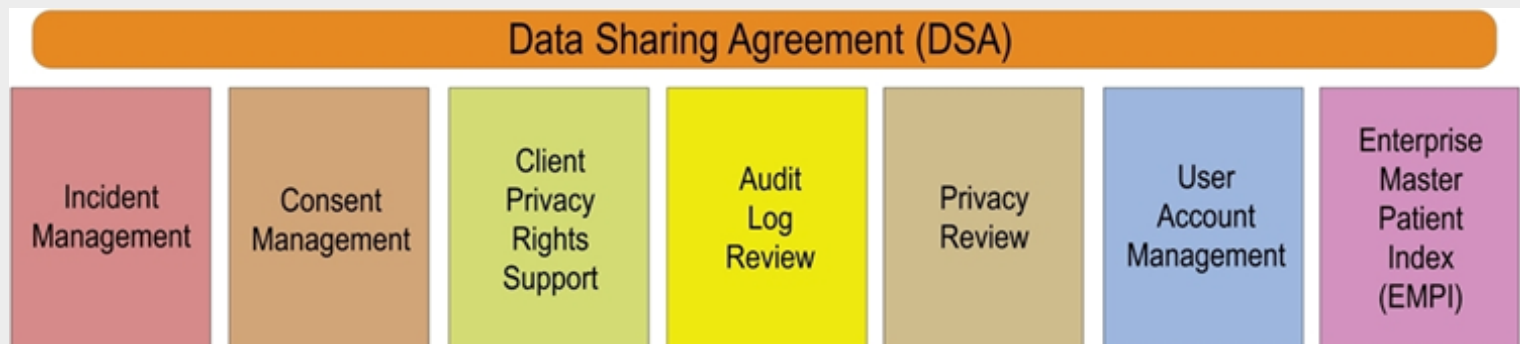 Data Sharing Agreement (DSA)
Incident
Management
Consent
Management
Client
Privacy
Rights
Support
Audit
Log
Review
Privacy
Review
User
Account
Management
Enterprise
Master
Patient
Index
(EMPI)